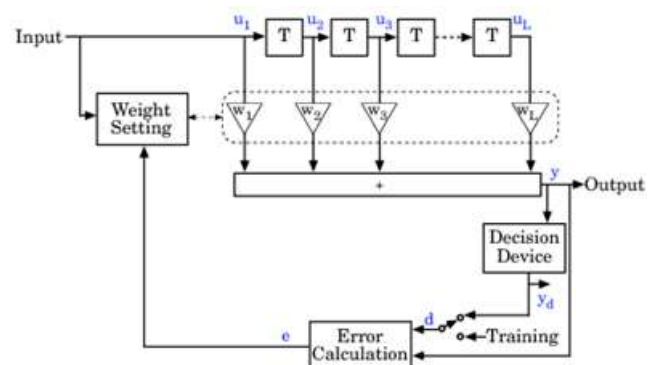 u1 u2 u3 uL
Input T T T T
Weight
Setting
w1 w2 w3 wL
+
y
Output
Decision
Device
yd
d
Training
e
Error
Calculation